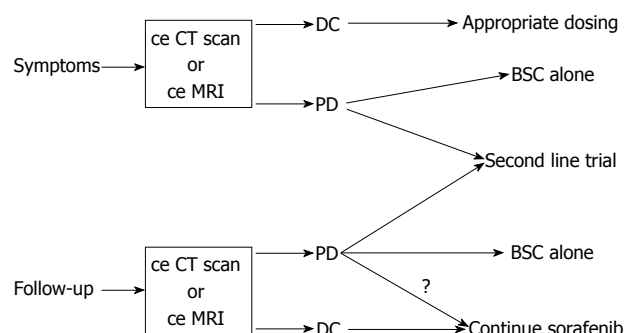 Symptoms
ce CT scan
or
ce MRI
DC
Appropriate dosing
PD
BSC alone
Second line trial
Follow-up
ce CT scan
or
ce MRI
PD
BSC alone
?
DC
Continue sorafenib